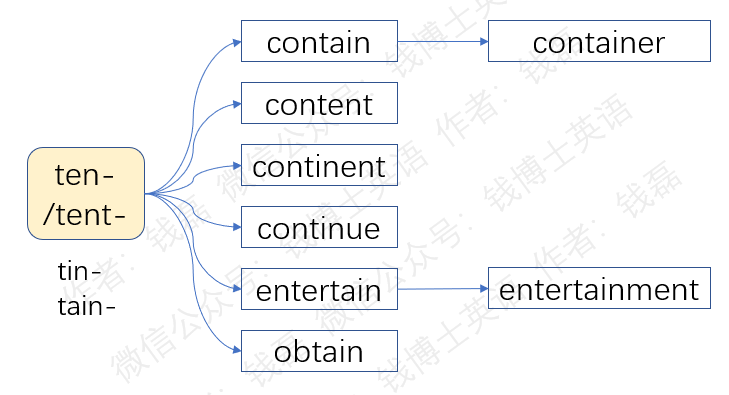 contain
container
content
continent
ten-
/tent-
continue
tin-
tain-
entertain
entertainment
obtain
微信公众号：钱博士英语 作者：钱磊